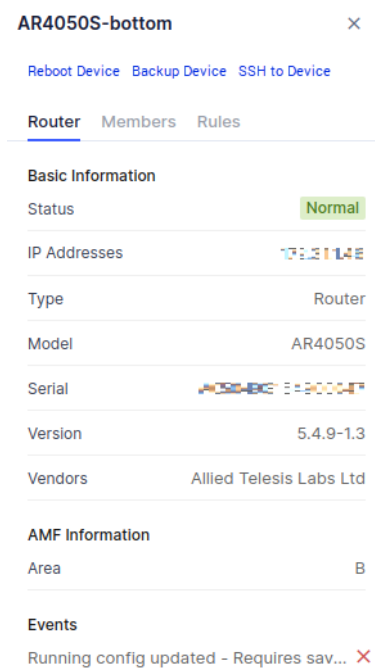 AR4050S-bottom
Reboot Device Backup Device SSH to Device
Router Members Rules
Basic Information
Status Normal
IP Addresses
Type Router
Model AR4050S
Serial
Version 5.4.9-1.3
Vendors Allied Telesis Labs Ltd
AMF Information
Area B
Events
Running config updated - Requires sav...